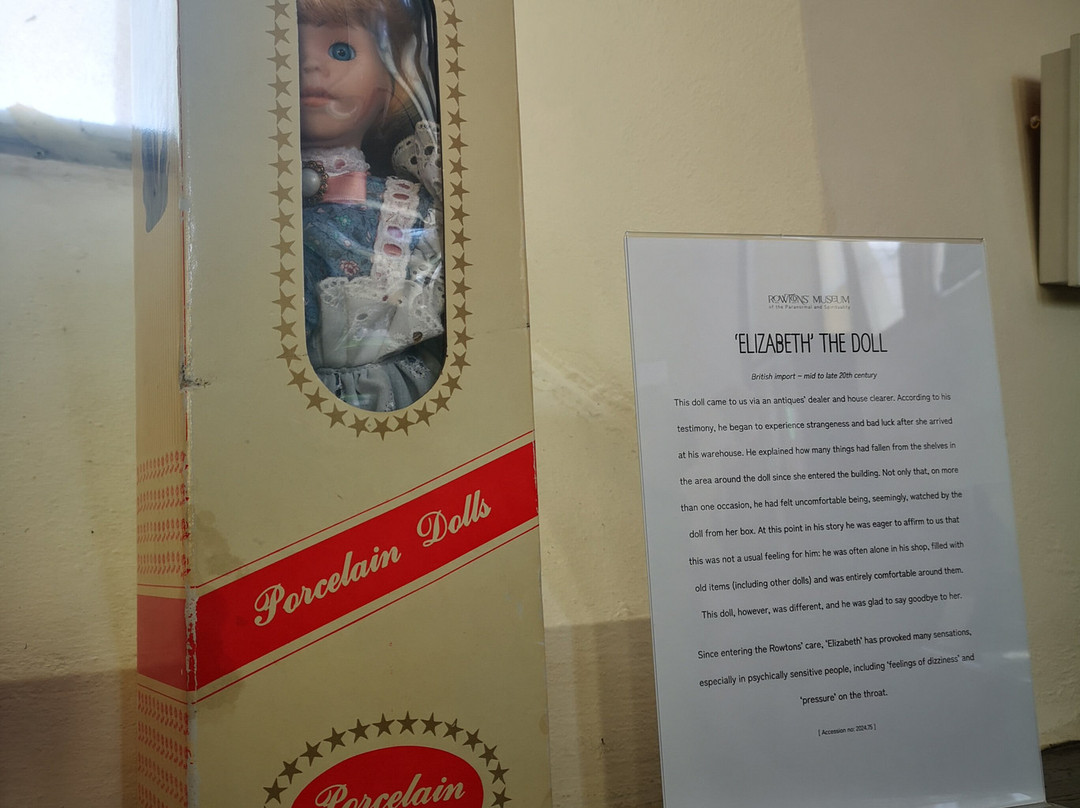 Porcelain Dolls
Porcelain
ROWTONS' MUSEUM
of the Paranormal and Spirituality
'ELIZABETH' THE DOLL
British import – mid to late 20th century
This doll came to us via an antiques' dealer and house clearer. According to his
testimony, he began to experience strangeness and bad luck after she arrived
at his warehouse. He explained how many things had fallen from the shelves in
the area around the doll since she entered the building. Not only that, on more
than one occasion, he had felt uncomfortable being, seemingly, watched by the
doll from her box. At this point in his story he was eager to affirm to us that
this was not a usual feeling for him; he was often alone in his shop, filled with
old items (including other dolls) and was entirely comfortable around them.
This doll, however, was different, and he was glad to say goodbye to her.
Since entering the Rowtons' care, 'Elizabeth' has provoked many sensations,
especially in psychically sensitive people, including 'feelings of dizziness' and
'pressure' on the throat.
[ Accession no: 2024.75 ]